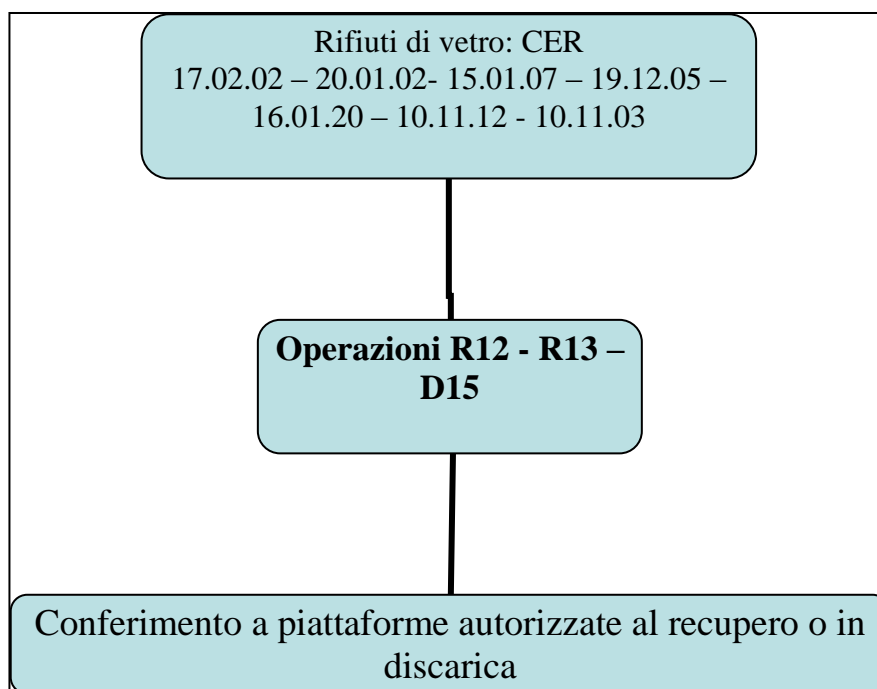 Rifiuti di vetro: CER
17.02.02 – 20.01.02- 15.01.07 – 19.12.05 –
16.01.20 – 10.11.12 - 10.11.03
Operazioni R12 - R13 –
D15
Conferimento a piattaforme autorizzate al recupero o in
discarica